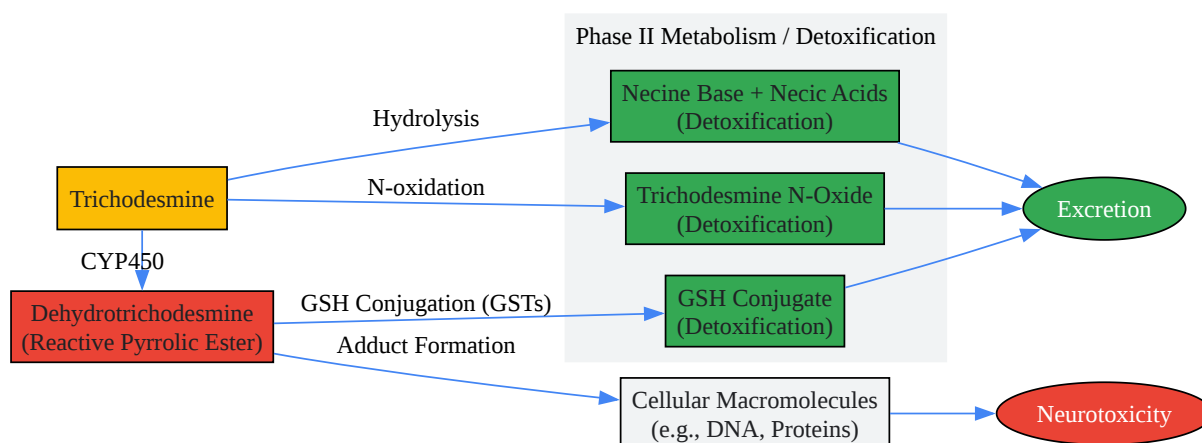 Phase II Metabolism / Detoxification
Necine Base + Necic Acids
(Detoxification)
Hydrolysis
Trichodesmine
N-oxidation
Trichodesmine N-Oxide
(Detoxification)
Excretion
CYP450
Dehydrotrichodesmine
(Reactive Pyrrolic Ester)
GSH Conjugation (GSTs)
GSH Conjugate
(Detoxification)
Adduct Formation
Cellular Macromolecules
(e.g., DNA, Proteins)
Neurotoxicity